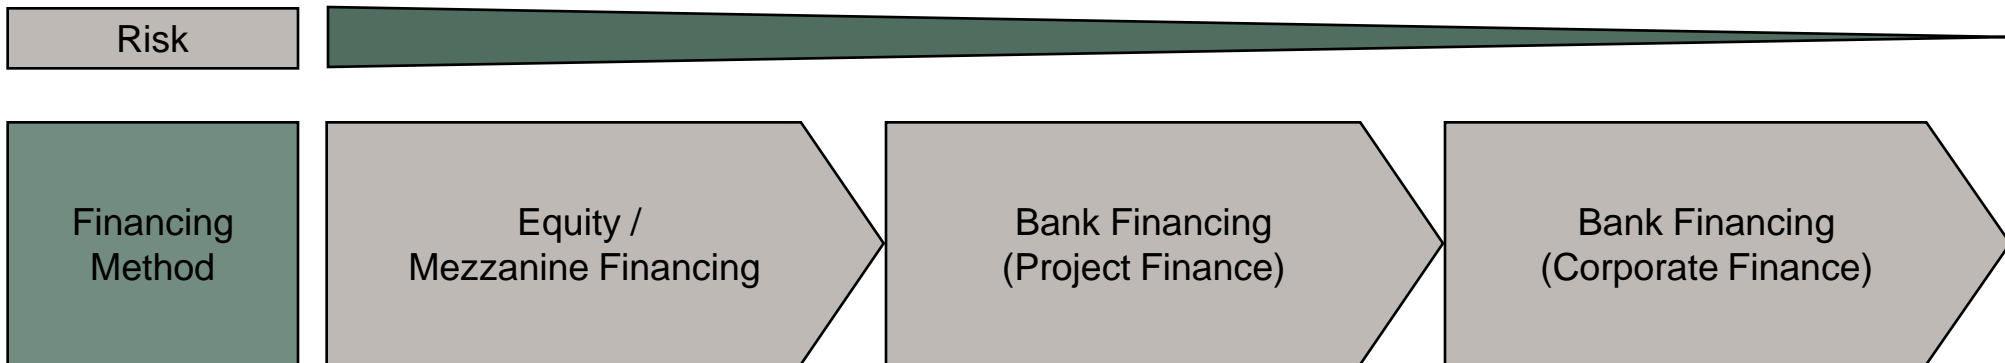 Risk
Financing
Method
Equity /
Mezzanine Financing
Bank Financing
(Project Finance)
Bank Financing
(Corporate Finance)